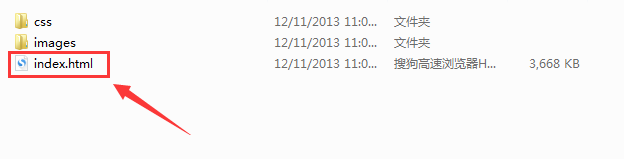 css 12/11/2013 11:0... 文件夹
images 12/11/2013 11:0... 文件夹
index.html 12/11/2013 11:0... 搜狗高速浏览器H... 3,668 KB